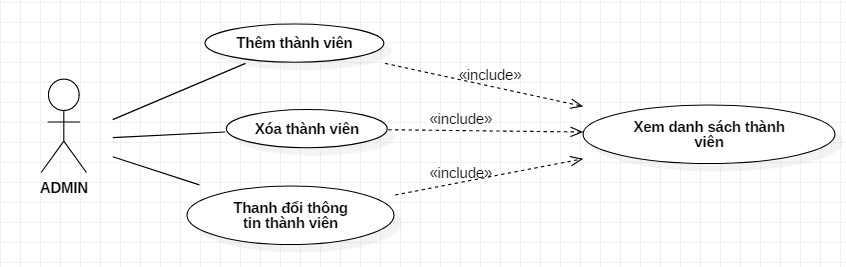 Thêm thành viên
«include»
Xóa thành viên
«include»
Xem danh sách thành
viên
«include»
ADMIN
Thanh đổi thông
tin thành viên